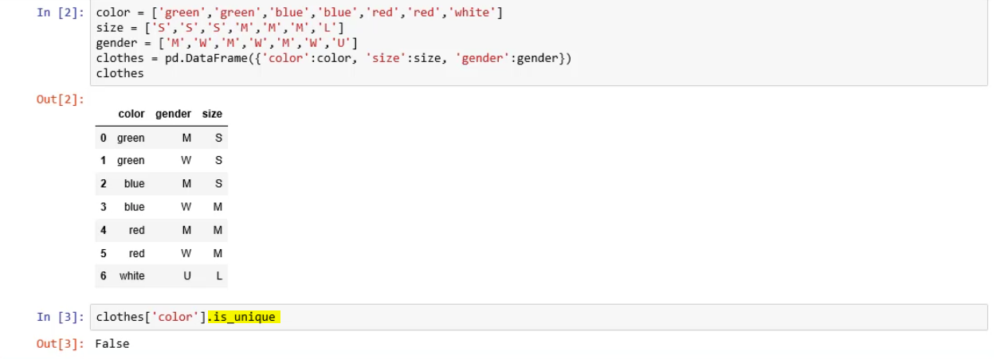 In [2]: color = ['green','green','blue','blue','red','red','white']
size = ['S','S','S','M','M','M','L']
gender = ['M','W','M','W','M','W','U']
clothes = pd.DataFrame({'color':color, 'size':size, 'gender':gender})
clothes
Out[2]:
color gender size
0 green M S
1 green W S
2 blue M S
3 blue W M
4 red M M
5 red W M
6 white U L
In [3]: clothes['color'].is_unique
Out[3]: False